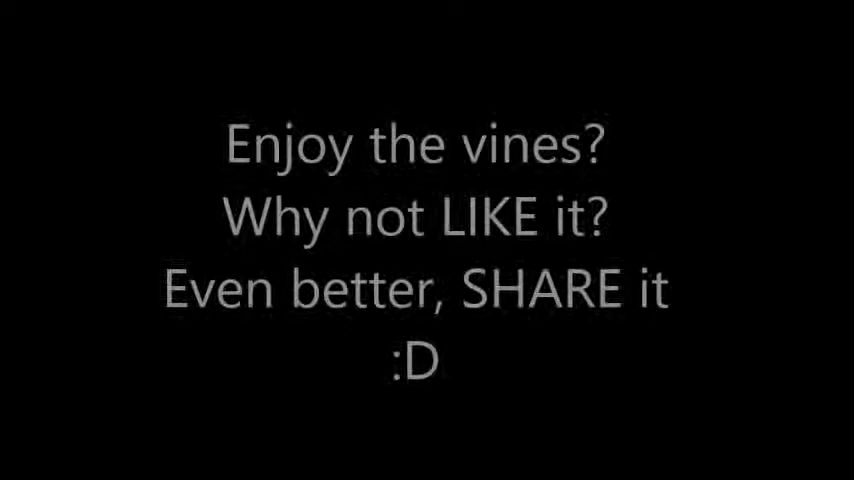 Enjoy the vines?
Why not LIKE it?
Even better, SHARE it
:D